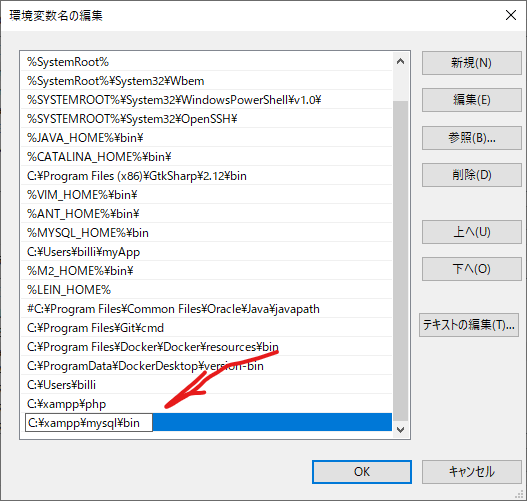 環境変数名の編集
%SystemRoot%
%SystemRoot%¥System32¥Wbem
%SYSTEMROOT%¥System32¥WindowsPowerShell¥v1.0¥
%SYSTEMROOT%¥System32¥OpenSSH¥
%JAVA_HOME%¥bin¥
%CATALINA_HOME%¥bin¥
C:¥Program Files (x86)¥GtkSharp¥2.12¥bin
%VIM_HOME%¥bin¥
%ANT_HOME%¥bin¥
%MYSQL_HOME%¥bin
C:¥Users¥billi¥myApp
%M2_HOME%¥bin¥
%LEIN_HOME%
#C:¥Program Files¥Common Files¥Oracle¥Java¥javapath
C:¥Program Files¥Git¥cmd
C:¥Program Files¥Docker¥Docker¥resources¥bin
C:¥ProgramData¥DockerDesktop¥version-bin
C:¥Users¥billi
C:¥xampp¥php
C:¥xampp¥mysql¥bin
新規(N)
編集(E)
参照(B)...
削除(D)
上へ(U)
下へ(O)
テキストの編集(T)...
OK
キャンセル